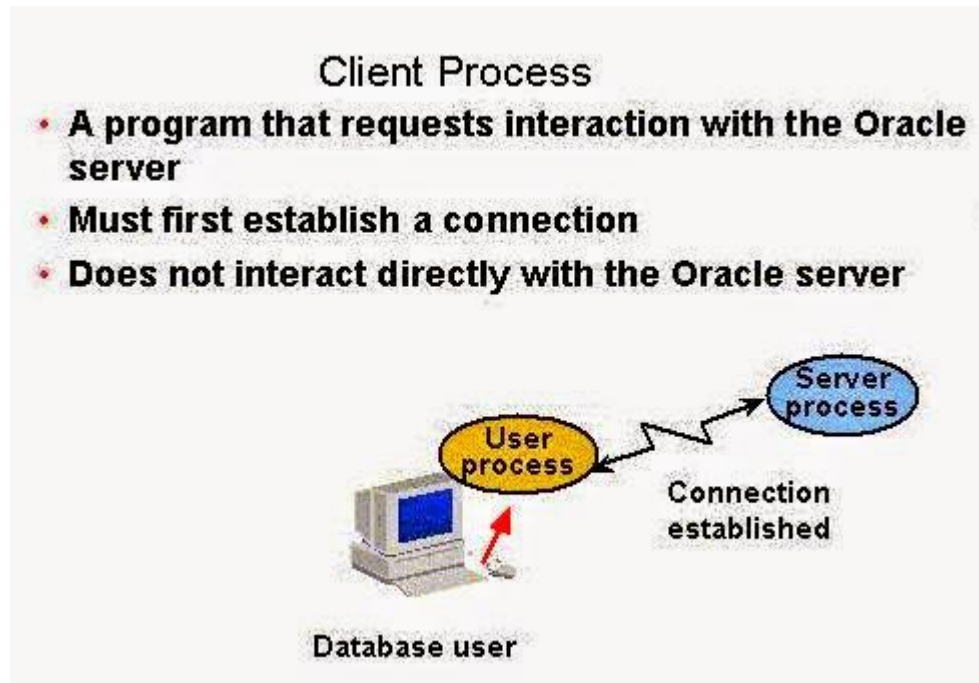 Client Process
• A program that requests interaction with the Oracle
server
• Must first establish a connection
• Does not interact directly with the Oracle server
Server
process
User
process
Connection
established
Database user